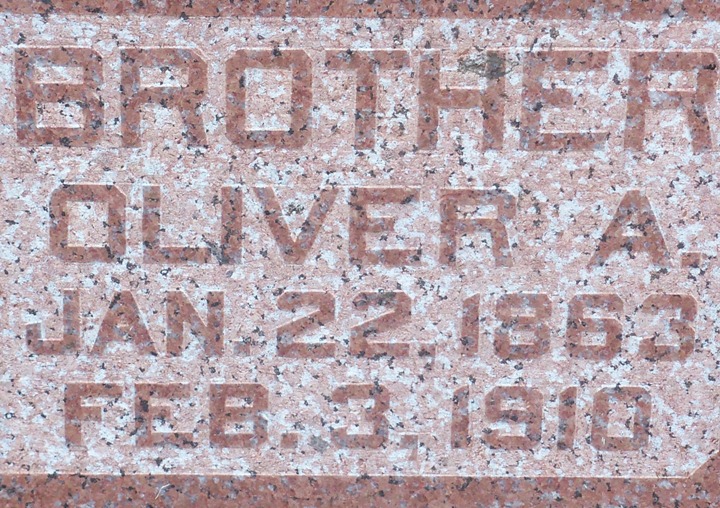 BROTHER
OLIVER A.
JAN. 22, 1863
FEB. 3, 1910